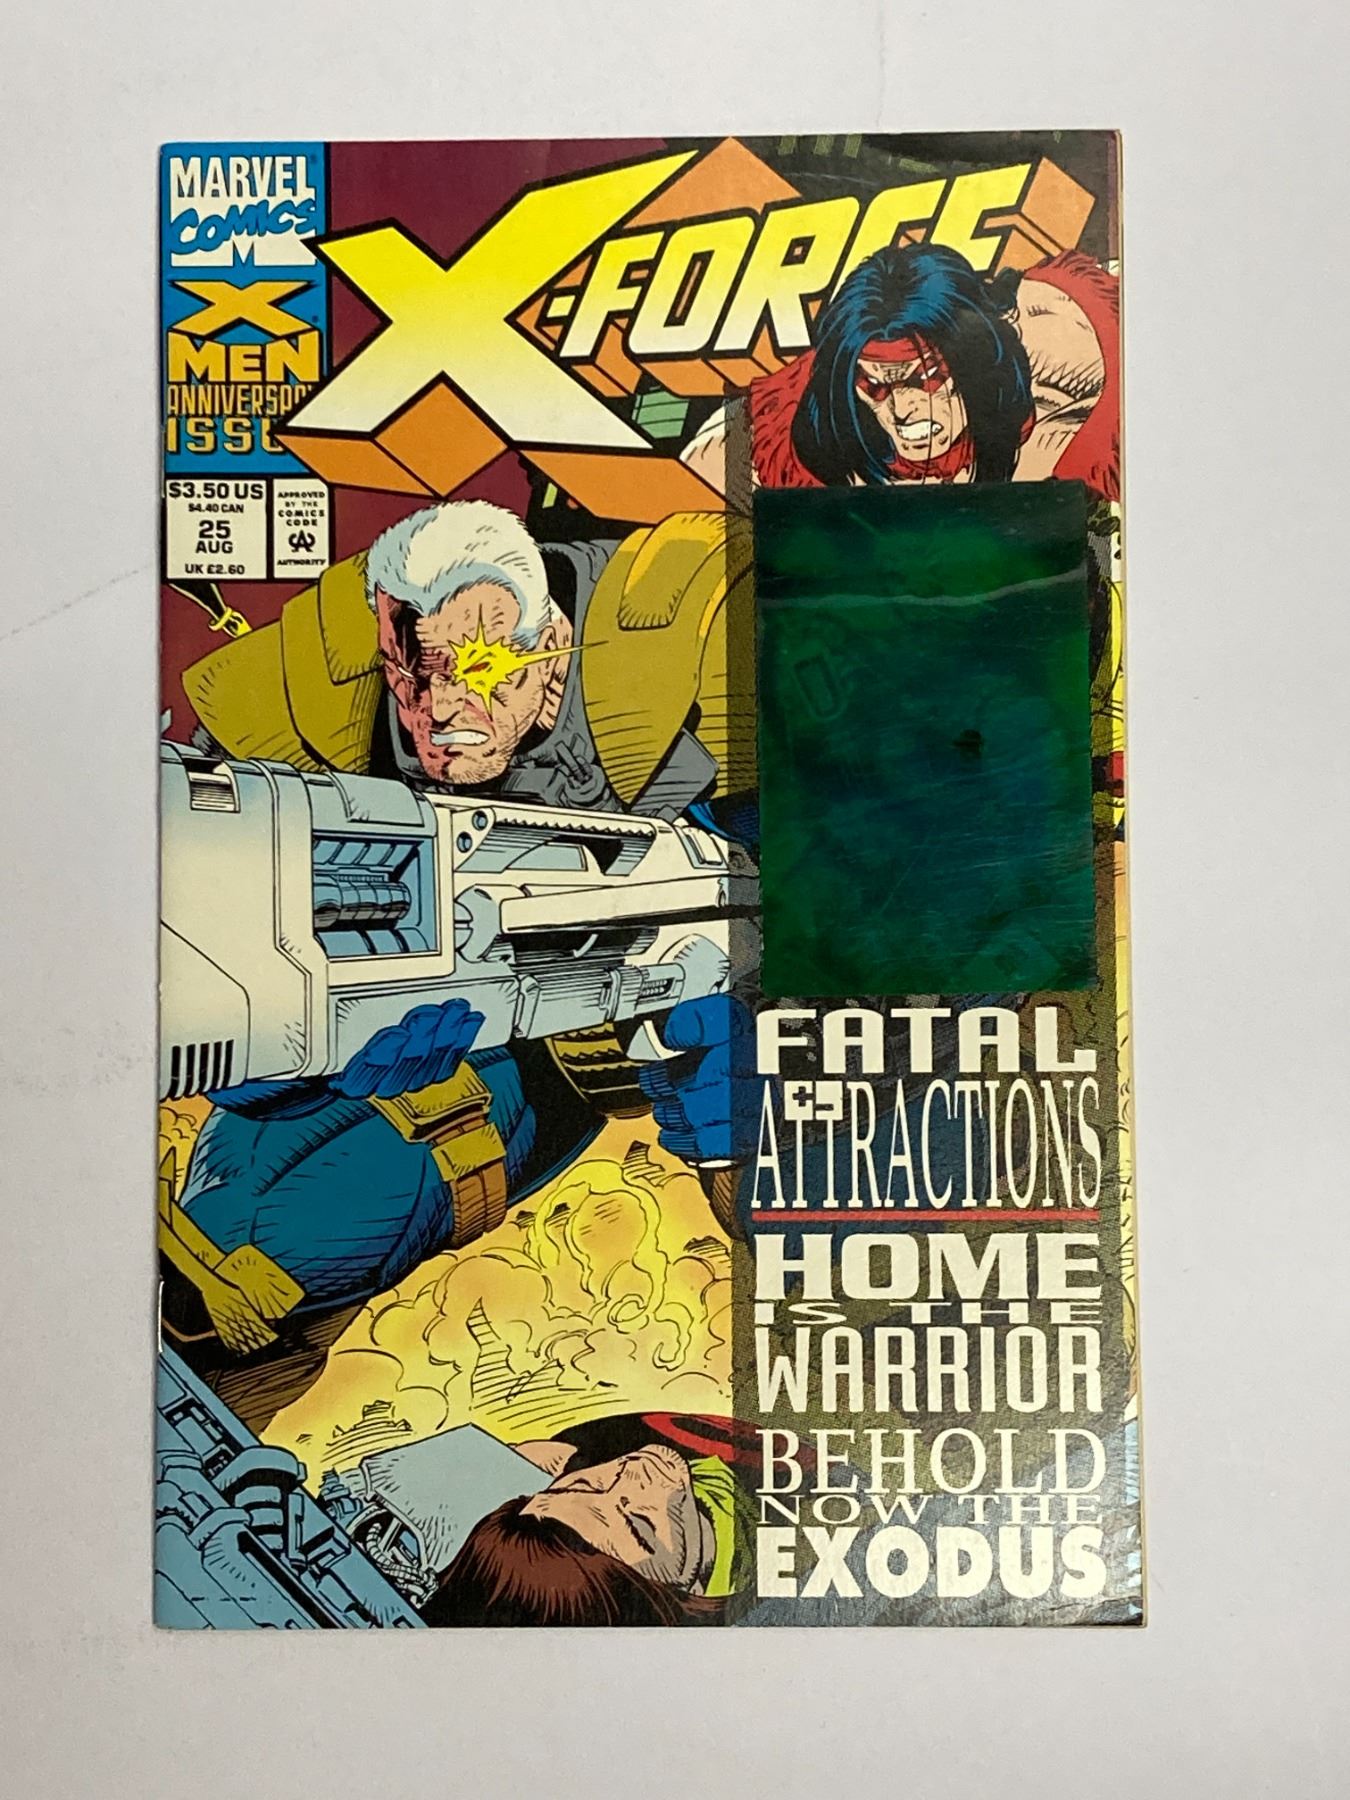 MARVEL
COMICS
X
MEN
ANNIVERSARY
ISSUE
X-FORCE
$3.50 US
$4.40 CAN
25
AUG
UK £2.60
APPROVED
BY THE
COMICS
CODE
CA
AUTHORITY
FATAL
ATTRACTIONS
HOME
IS THE
WARRIOR
BEHOLD
NOW THE
EXODUS